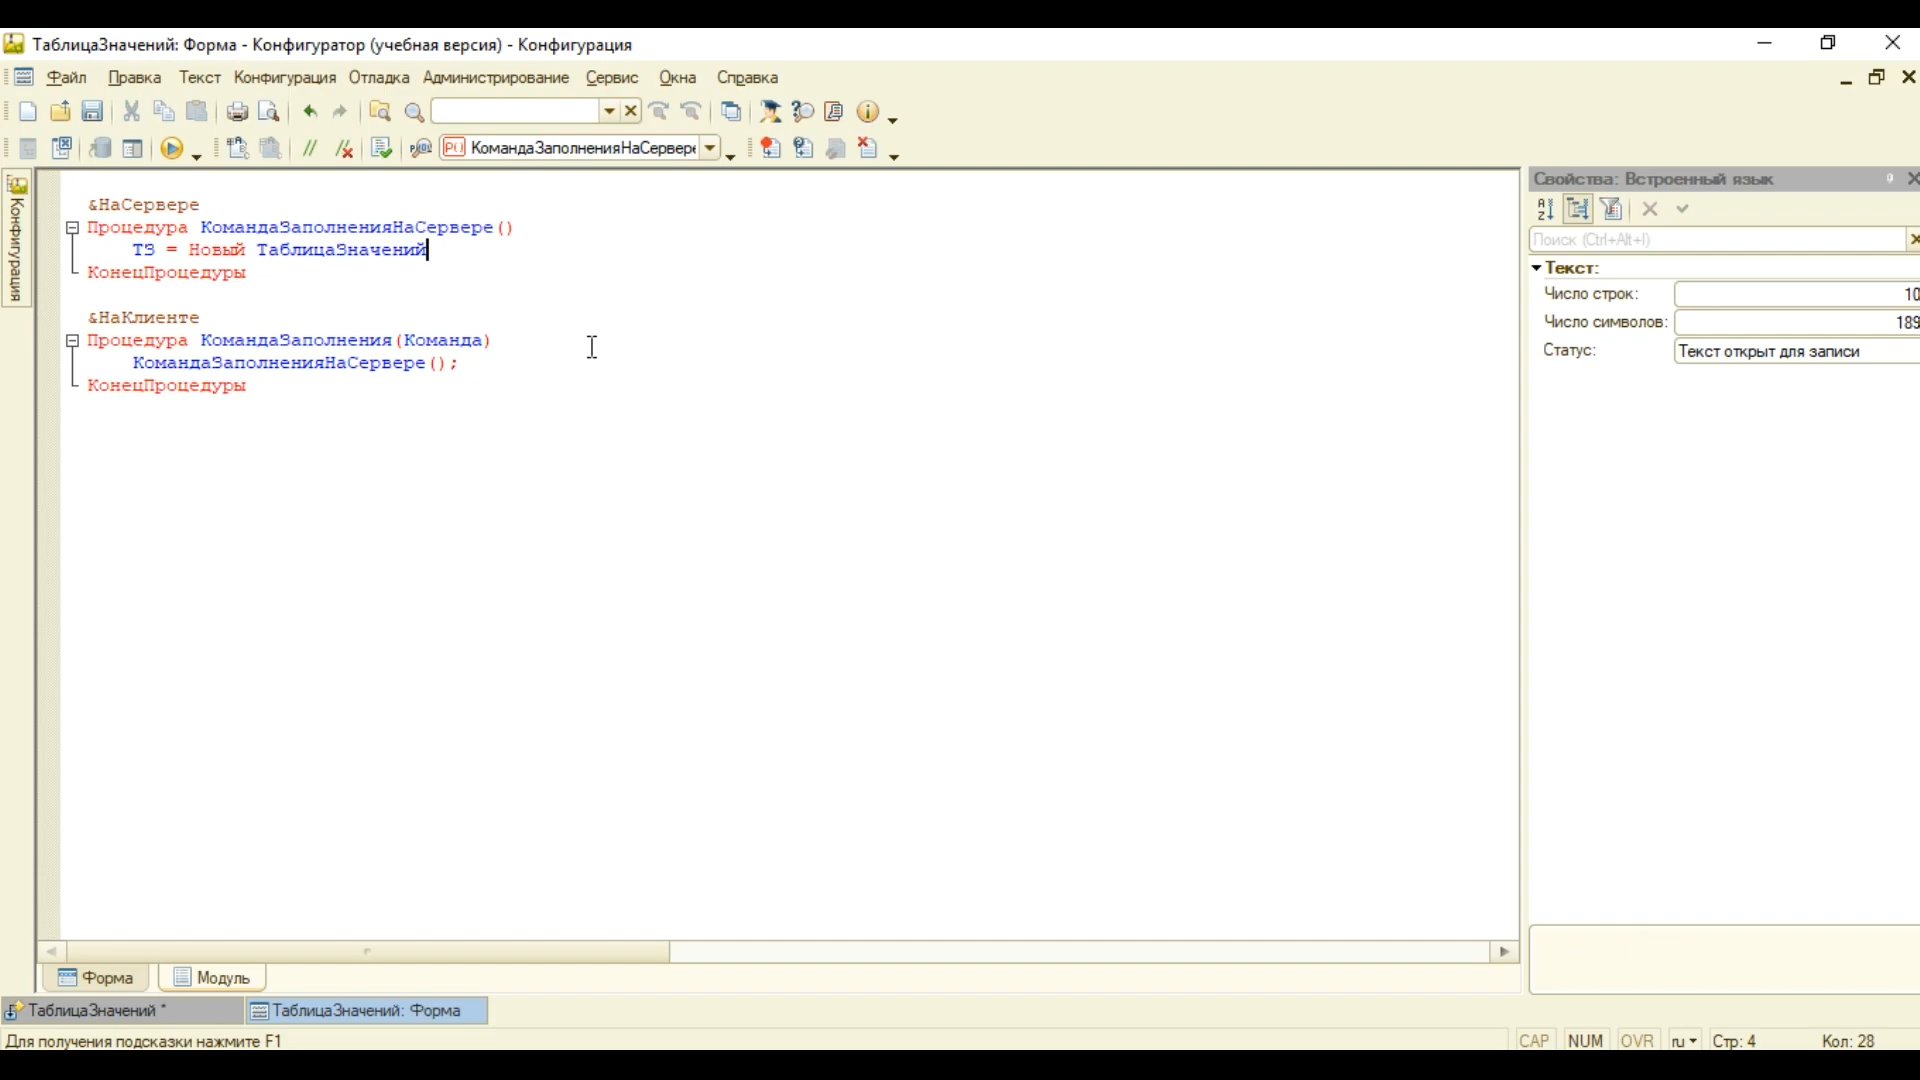 ТаблицаЗначений: Форма - Конфигуратор (учебная версия) - Конфигурация
Файл Правка Текст Конфигурация Отладка Администрирование Сервис Окна Справка
КомандаЗаполненияНаСервере
Конфигурация
&НаСервере
Процедура КомандаЗаполненияНаСервере()
ТЗ = Новый ТаблицаЗначений
КонецПроцедуры
&НаКлиенте
Процедура КомандаЗаполнения(Команда)
КомандаЗаполненияНаСервере();
КонецПроцедуры
Свойства: Встроенный язык
Поиск (Ctrl+Alt+I)
Текст:
Число строк: 10
Число символов: 189
Статус: Текст открыт для записи
Форма Модуль
ТаблицаЗначений * ТаблицаЗначений: Форма
Для получения подсказки нажмите F1 CAP NUM OVR ru Стр: 4 Кол: 28